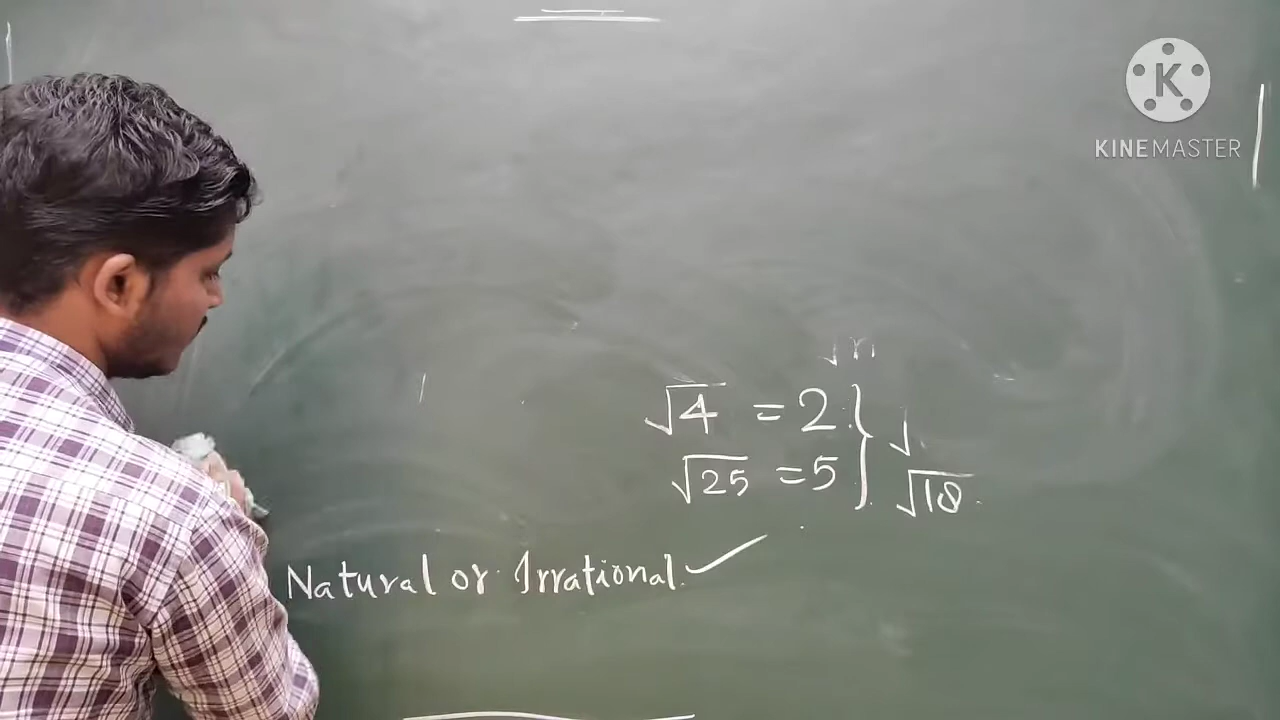 KINEMASTER
√4 = 2
√25 = 5
√18
Natural or Irrational